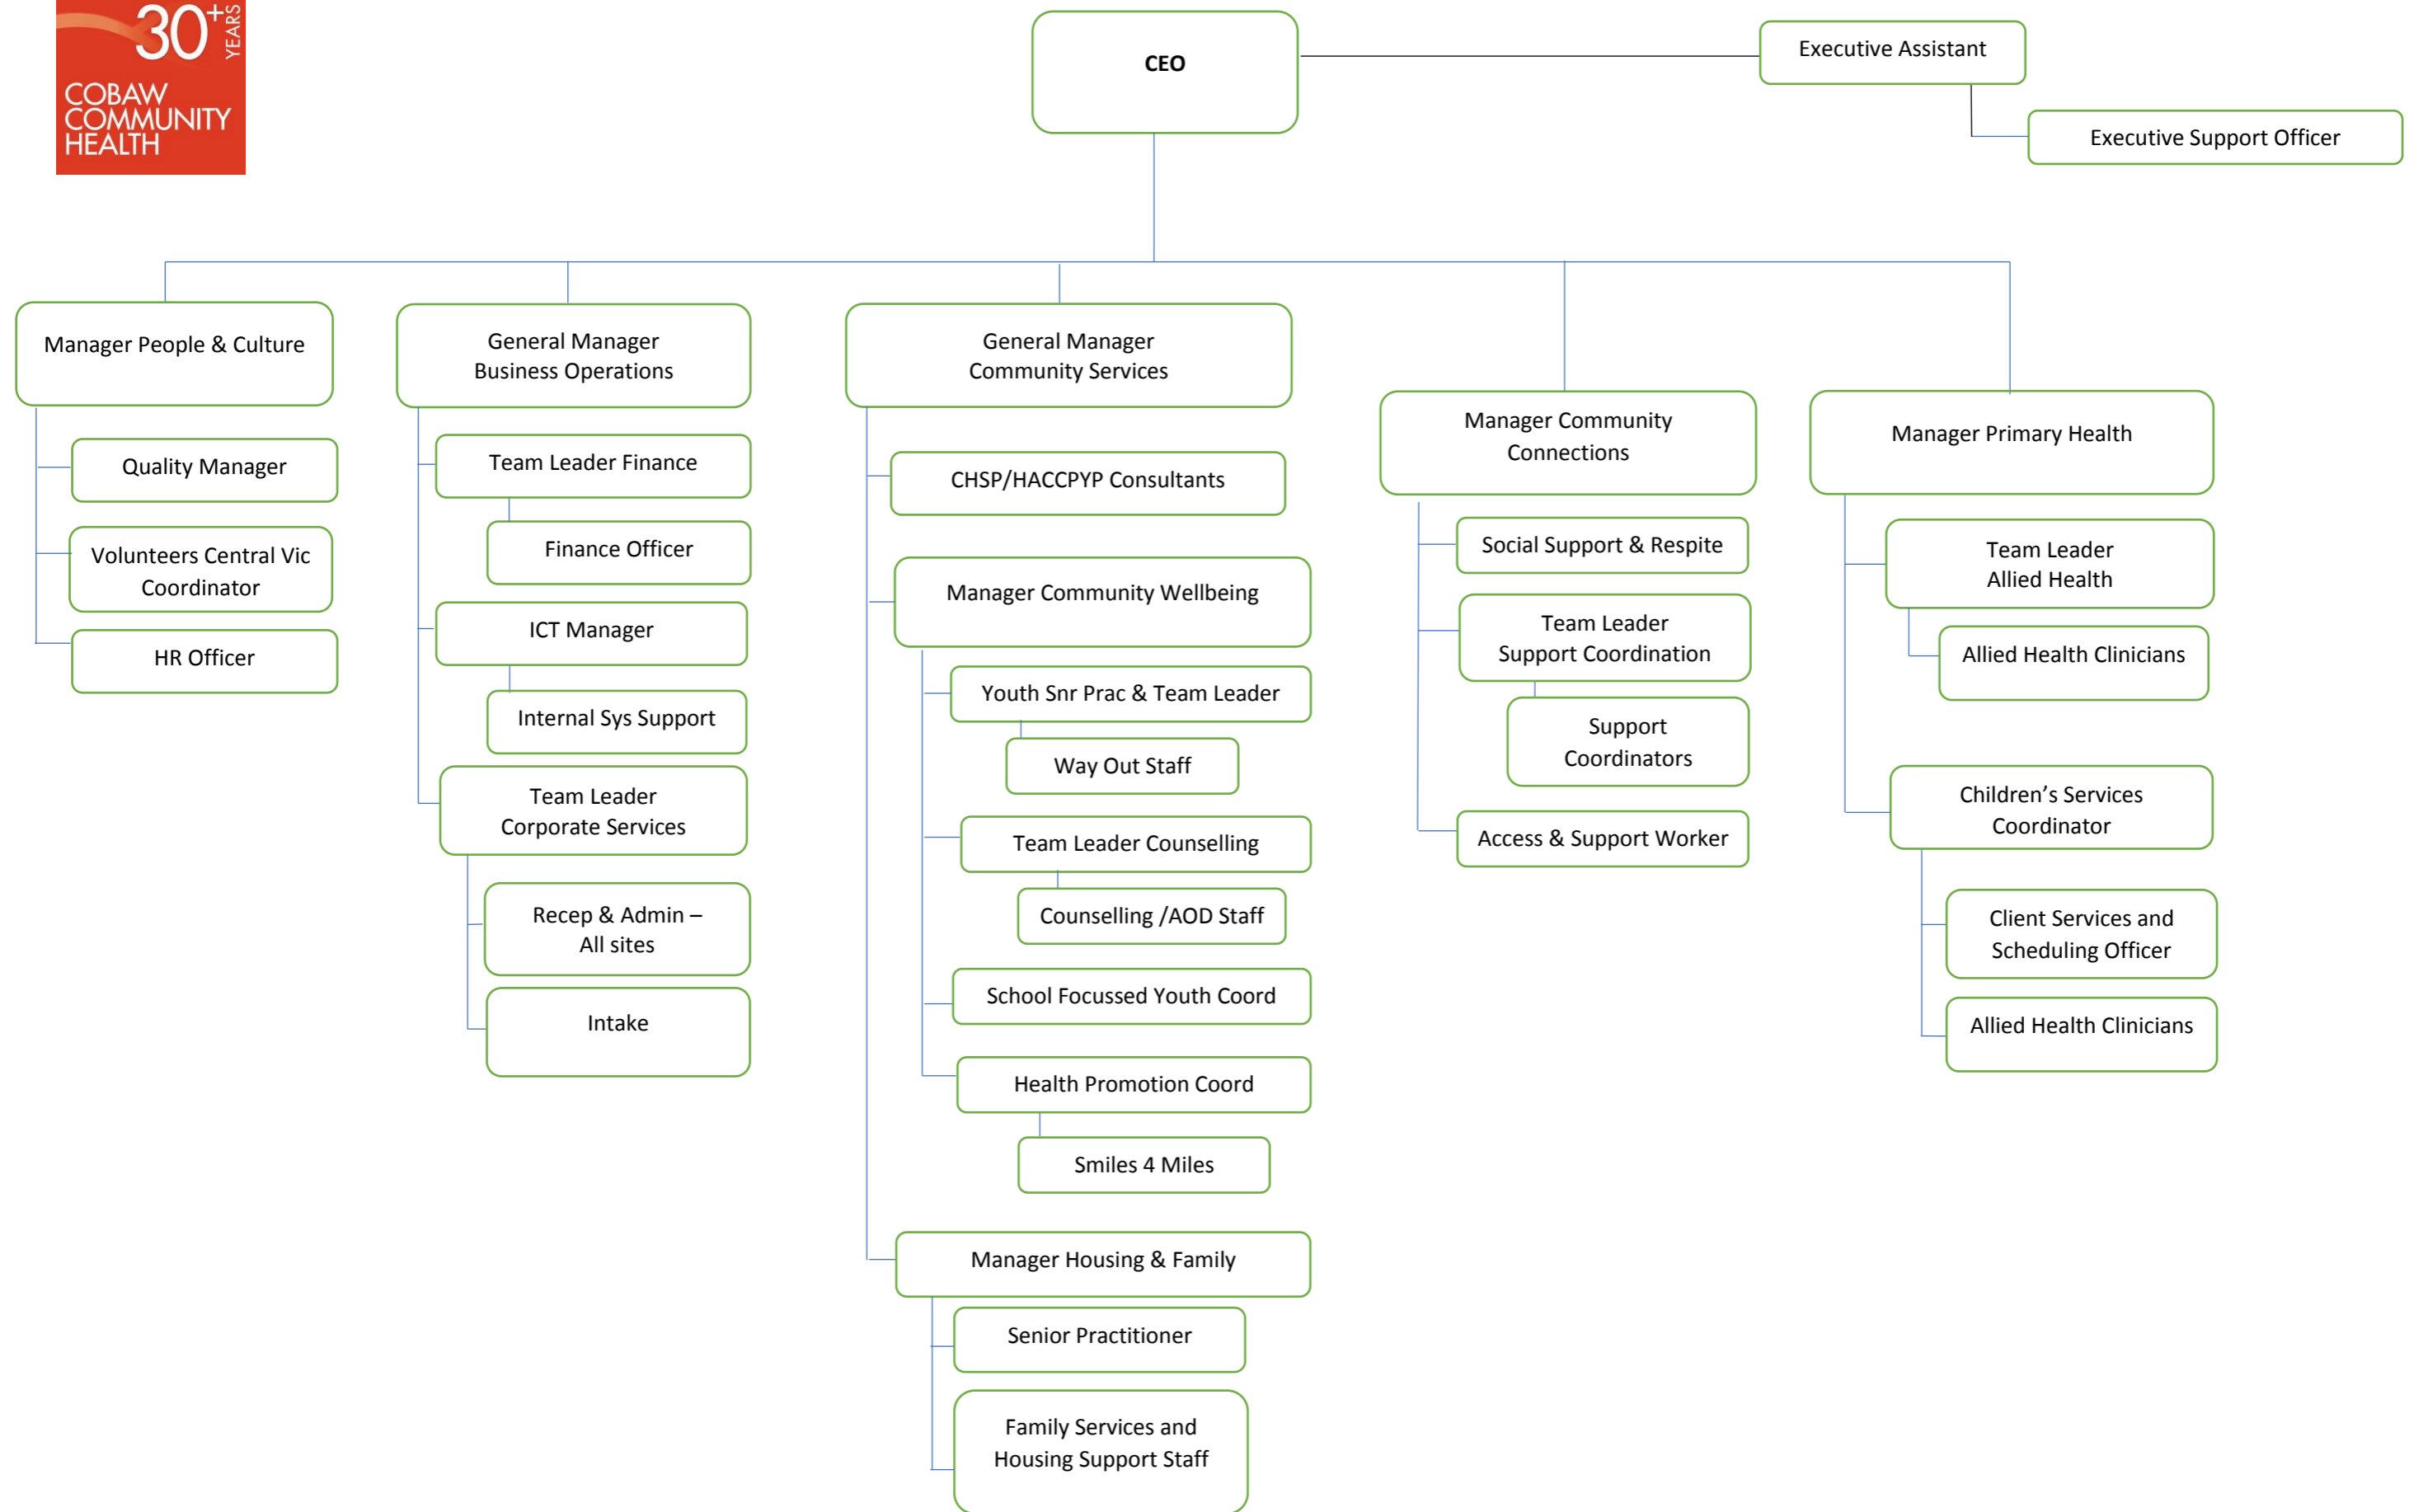 30+ YEARS
COBAW
COMMUNITY
HEALTH
CEO
Executive Assistant
Executive Support Officer
Manager People & Culture
Quality Manager
Volunteers Central Vic
Coordinator
HR Officer
General Manager
Business Operations
Team Leader Finance
Finance Officer
ICT Manager
Internal Sys Support
Team Leader
Corporate Services
Recep & Admin –
All sites
Intake
General Manager
Community Services
CHSP/HACCPYP Consultants
Manager Community Wellbeing
Youth Snr Prac & Team Leader
Way Out Staff
Team Leader Counselling
Counselling /AOD Staff
School Focussed Youth Coord
Health Promotion Coord
Smiles 4 Miles
Manager Housing & Family
Senior Practitioner
Family Services and
Housing Support Staff
Manager Community
Connections
Social Support & Respite
Team Leader
Support Coordination
Support
Coordinators
Access & Support Worker
Manager Primary Health
Team Leader
Allied Health
Allied Health Clinicians
Children’s Services
Coordinator
Client Services and
Scheduling Officer
Allied Health Clinicians